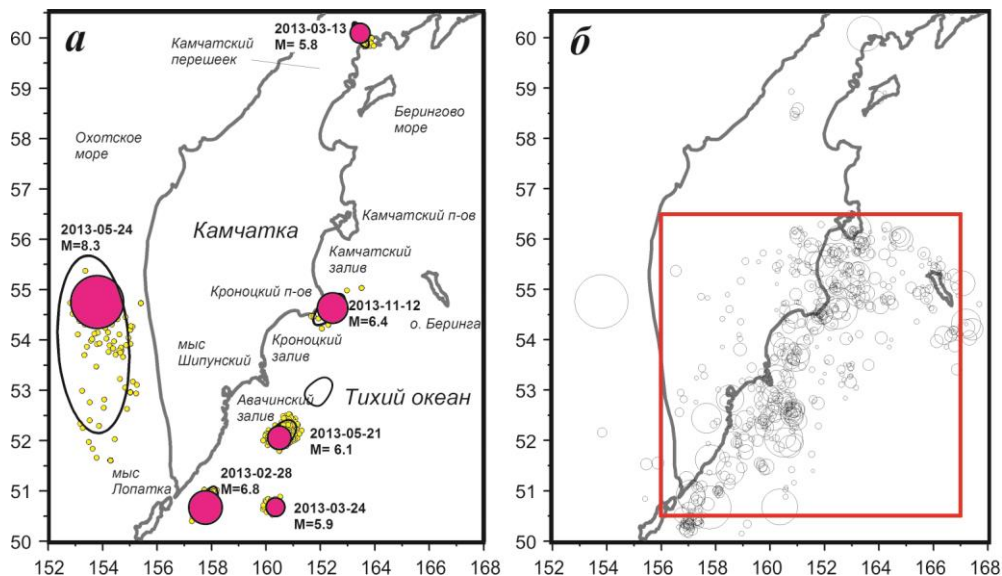 а
2013-03-13
M= 5.8
Камчатский
перешеек
Берингово
море
Охотское
море
2013-05-24
M=8.3
Камчатка
Камчатский п-ов
Камчатский
залив
Кроноцкий п-ов
2013-11-12
M=6.4
о. Беринга
Кроноцкий
залив
мыс
Шипунский
Тихий океан
Авачинский
залив
2013-05-21
M= 6.1
2013-02-28
M=6.8
мыс
Лопатка
2013-03-24
M=5.9
60
59
58
57
56
55
54
53
52
51
50
152 154 156 158 160 162 164 166 168
б
60
59
58
57
56
55
54
53
52
51
50
152 154 156 158 160 162 164 166 168